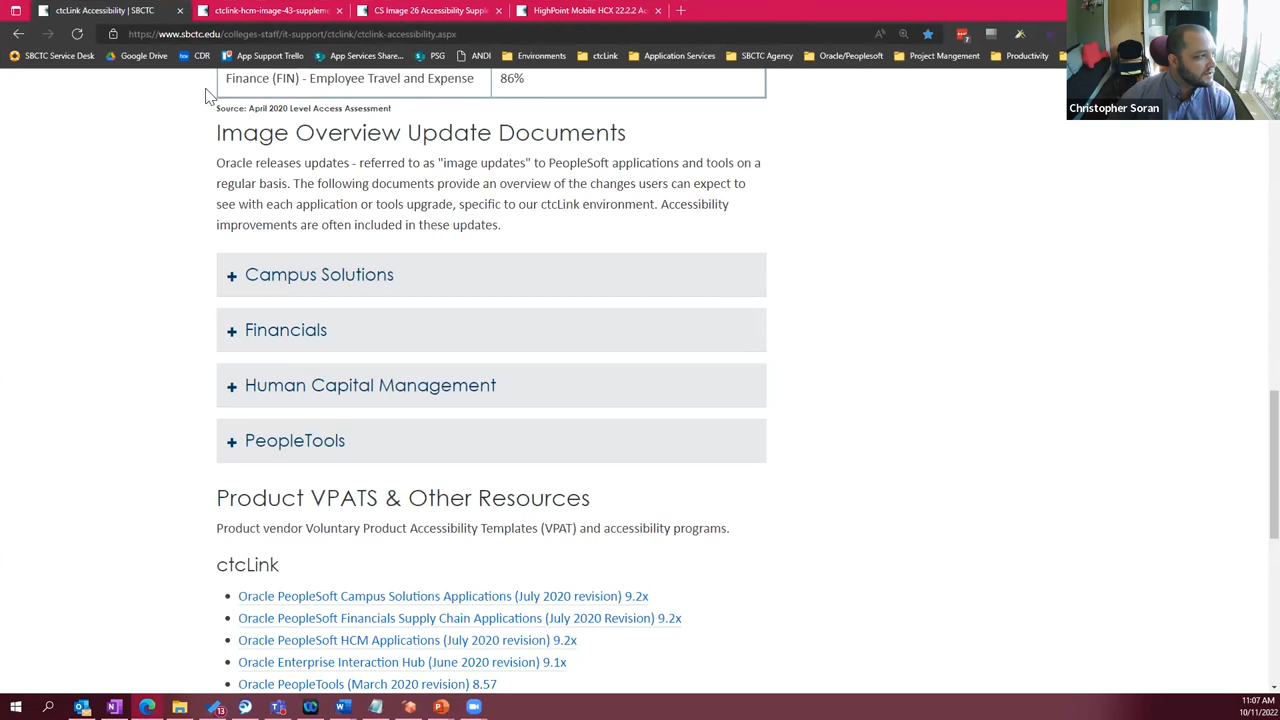 ctcLink Accessibility | SBCTC
ctclink-hcm-image-43-suppleme
CS Image 26 Accessibility Suppl
HighPoint Mobile HCX 22.2.2 A
https://www.sbctc.edu/colleges-staff/it-support/ctclink/ctclink-accessibility.aspx
SBCTC Service Desk
Google Drive
CDR
App Support Trello
App Services Share...
PSG
ANDI
Environments
ctcLink
Application Services
SBCTC Agency
Oracle/Peoplesoft
Project Mangement
Productivity
Christopher Soran
Finance (FIN) - Employee Travel and Expense 86%
Source: April 2020 Level Access Assessment
Image Overview Update Documents
Oracle releases updates - referred to as "image updates" to PeopleSoft applications and tools on a
regular basis. The following documents provide an overview of the changes users can expect to
see with each application or tools upgrade, specific to our ctcLink environment. Accessibility
improvements are often included in these updates.
+ Campus Solutions
+ Financials
+ Human Capital Management
+ PeopleTools
Product VPATS & Other Resources
Product vendor Voluntary Product Accessibility Templates (VPAT) and accessibility programs.
ctcLink
• Oracle PeopleSoft Campus Solutions Applications (July 2020 revision) 9.2x
• Oracle PeopleSoft Financials Supply Chain Applications (July 2020 Revision) 9.2x
• Oracle PeopleSoft HCM Applications (July 2020 revision) 9.2x
• Oracle Enterprise Interaction Hub (June 2020 revision) 9.1x
• Oracle PeopleTools (March 2020 revision) 8.57
11:07 AM
10/11/2022